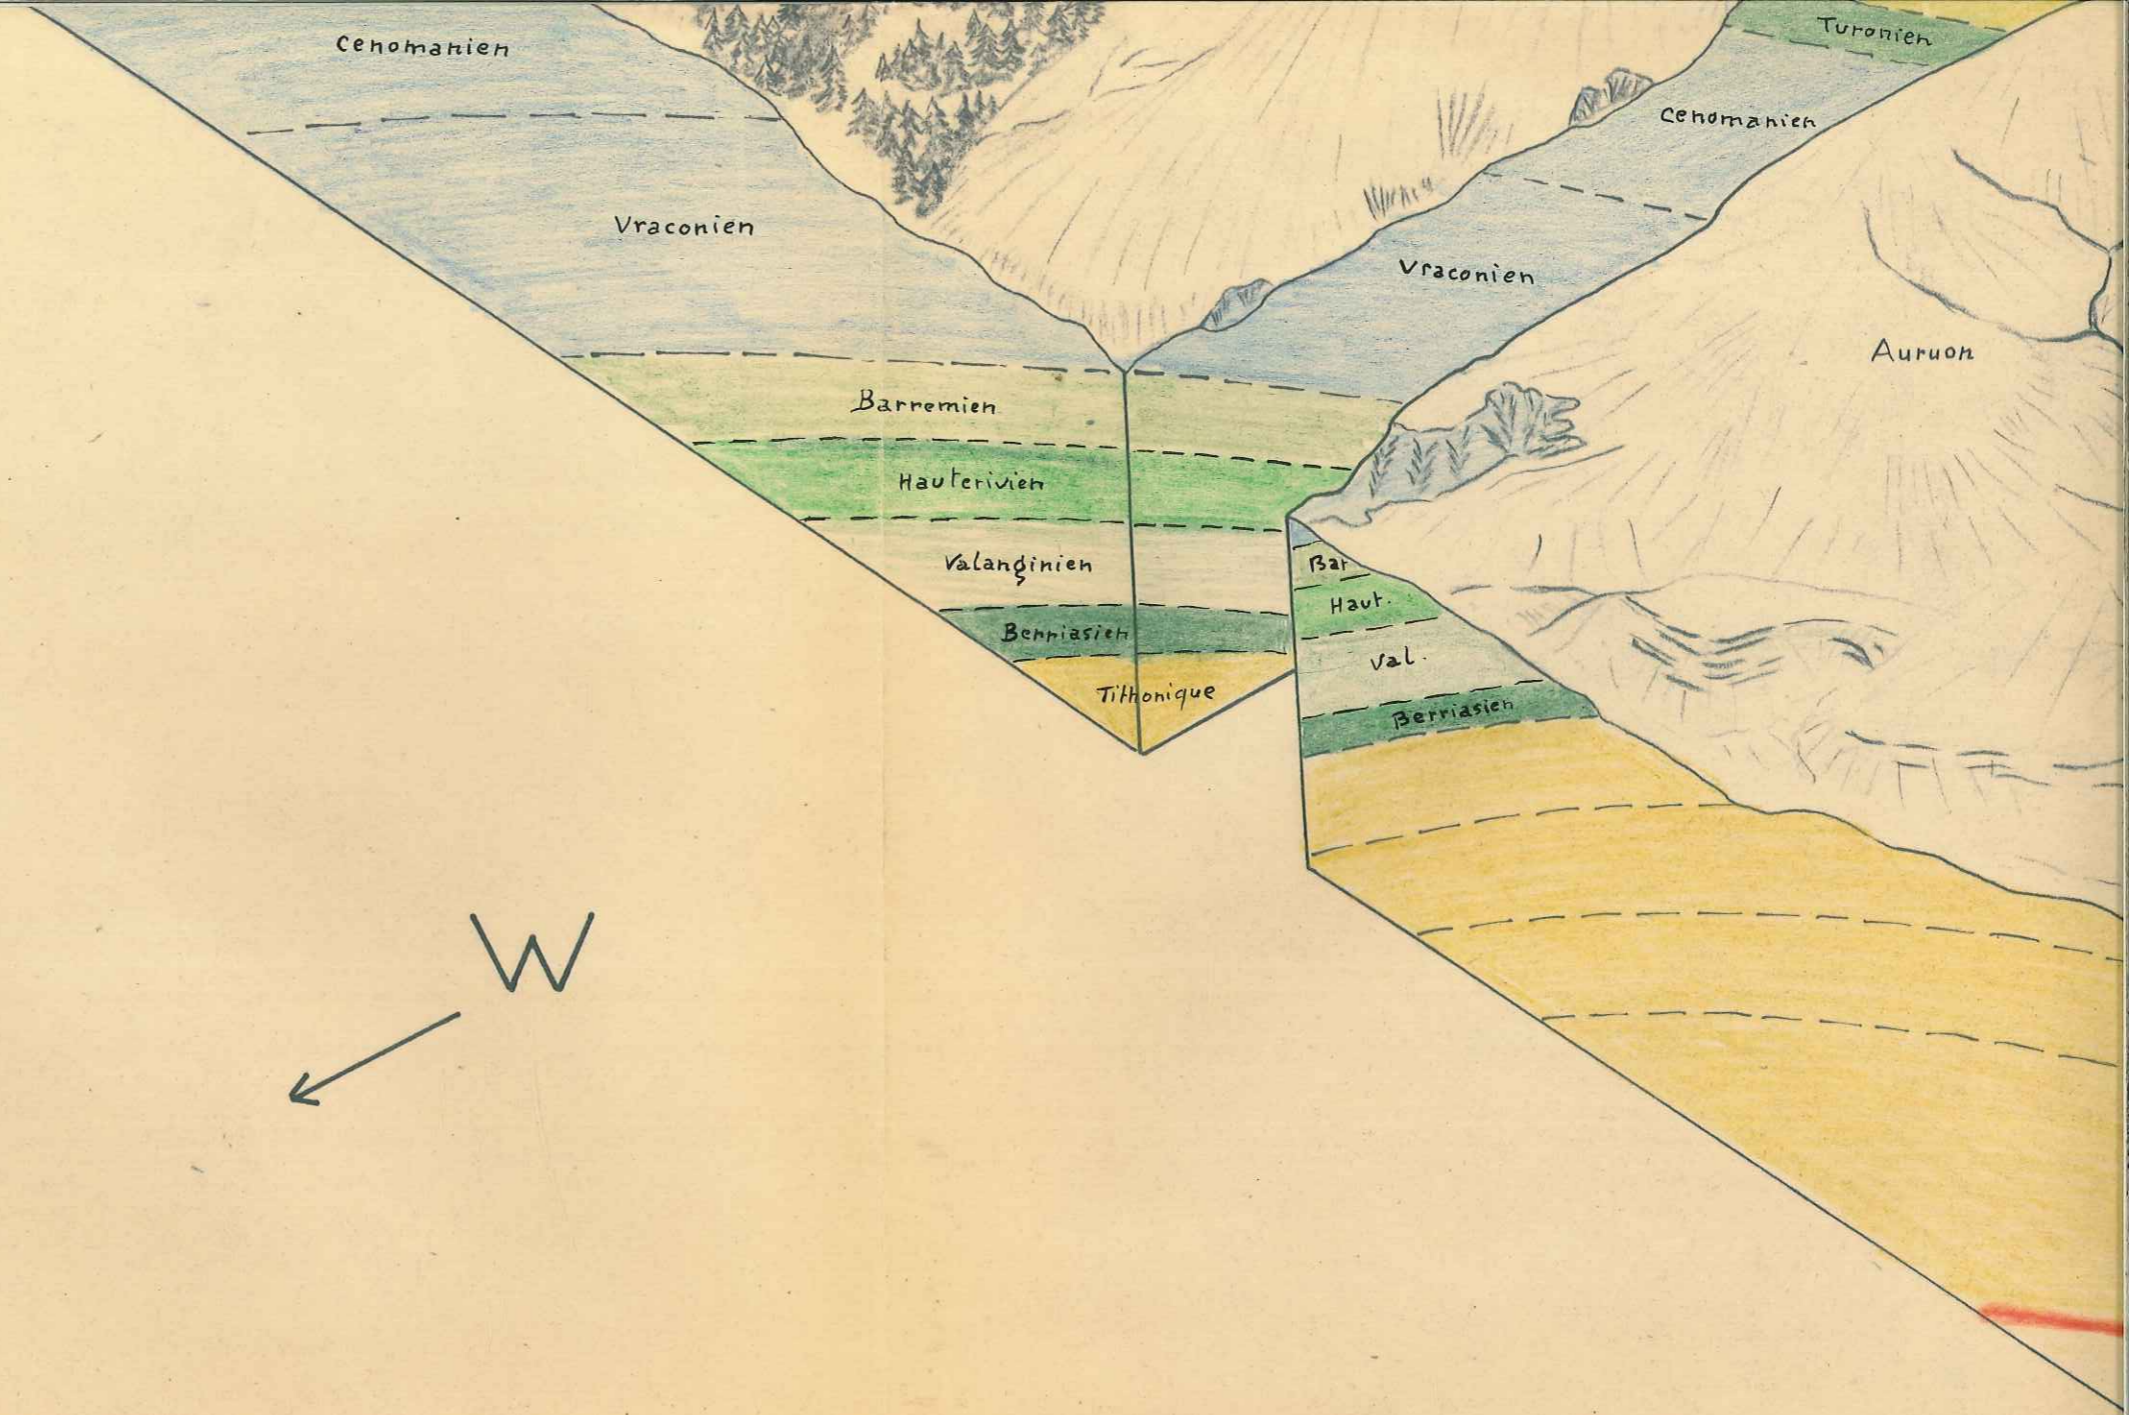 Cenomanien
Turonien
Cenomanien
Vraconien
Vraconien
Auruon
Barremien
Hauterivien
Valanginien
Bar
Haut.
Berriasien
Val.
Tithonique
Berriasien
W